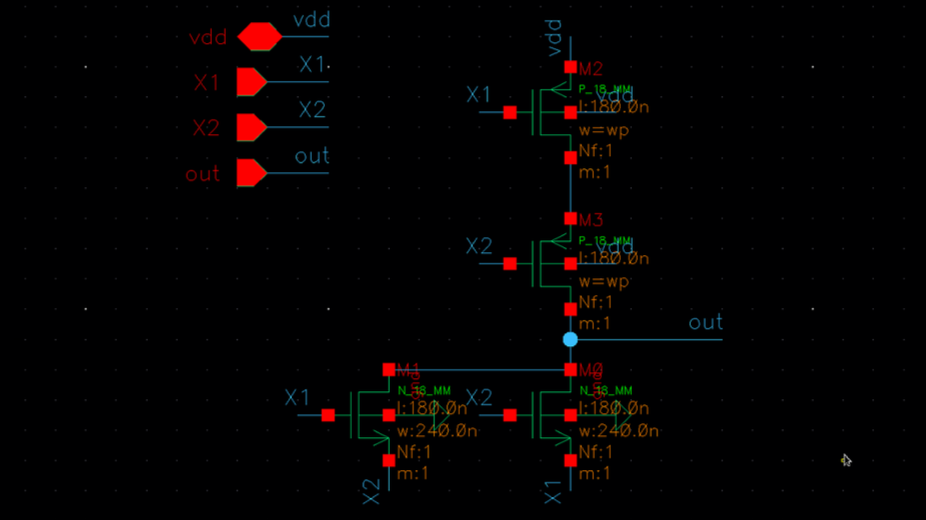 vdd vdd
X1 X1
X2 X2
out out
vdd
M2
X1
P_18_MM
vdd
l:180.0n
w=wp
Nf:1
m:1
M3
X2
P_18_MM
vdd
l:180.0n
w=wp
Nf:1
m:1
out
M1
X1
N_18_MM
l:180.0n
w:240.0n
Nf:1
m:1
X2
M0
X2
N_18_MM
l:180.0n
w:240.0n
Nf:1
m:1
X1